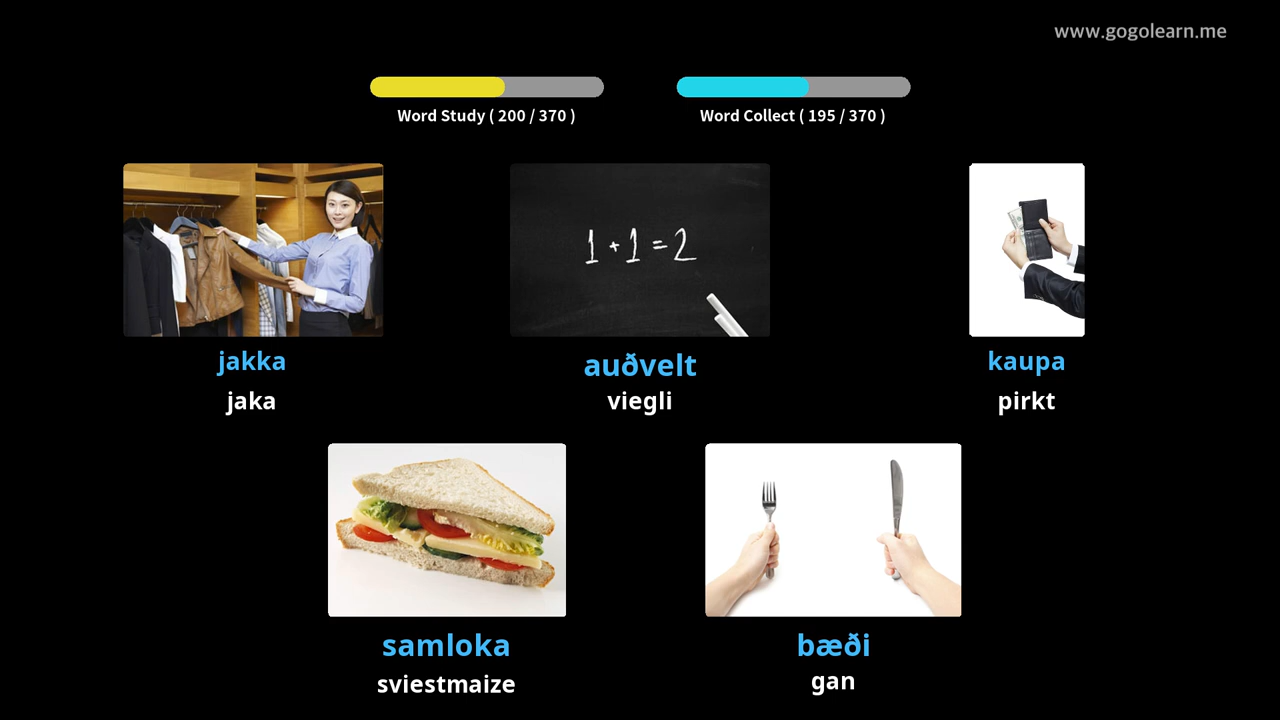 www.gogolearn.me
Word Study ( 200 / 370 )
Word Collect ( 195 / 370 )
1 + 1 = 2
jakka
jaka
auðvelt
viegli
kaupa
pirkt
samloka
sviestmaize
bæði
gan